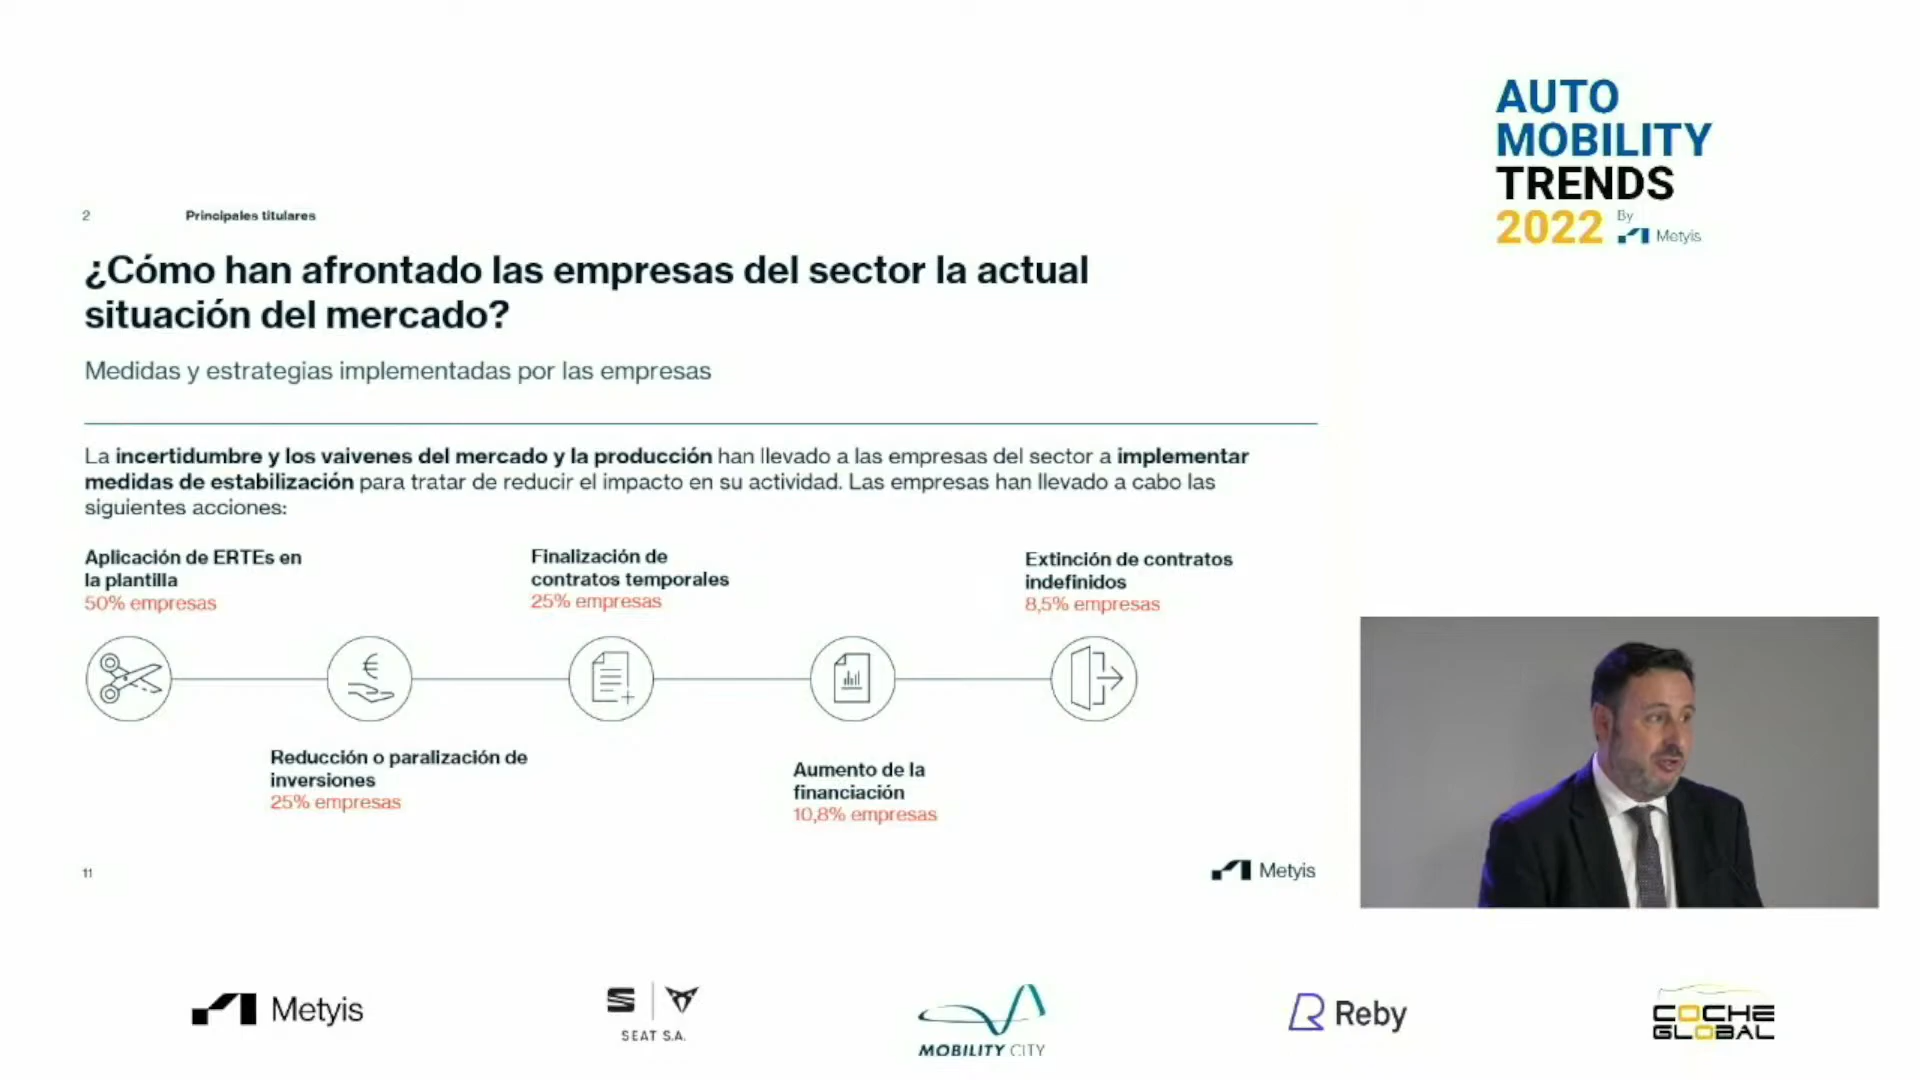 AUTO
MOBILITY
TRENDS
2022 By
Metyis
2 Principales titulares
¿Cómo han afrontado las empresas del sector la actual
situación del mercado?
Medidas y estrategias implementadas por las empresas
La incertidumbre y los vaivenes del mercado y la producción han llevado a las empresas del sector a implementar
medidas de estabilización para tratar de reducir el impacto en su actividad. Las empresas han llevado a cabo las
siguientes acciones:
Aplicación de ERTEs en
la plantilla
50% empresas
Finalización de
contratos temporales
25% empresas
Extinción de contratos
indefinidos
8,5% empresas
€
Reducción o paralización de
inversiones
25% empresas
Aumento de la
financiación
10,8% empresas
11
Metyis
Metyis
SEAT S.A.
MOBILITY CITY
Reby
COCHE
GLOBAL